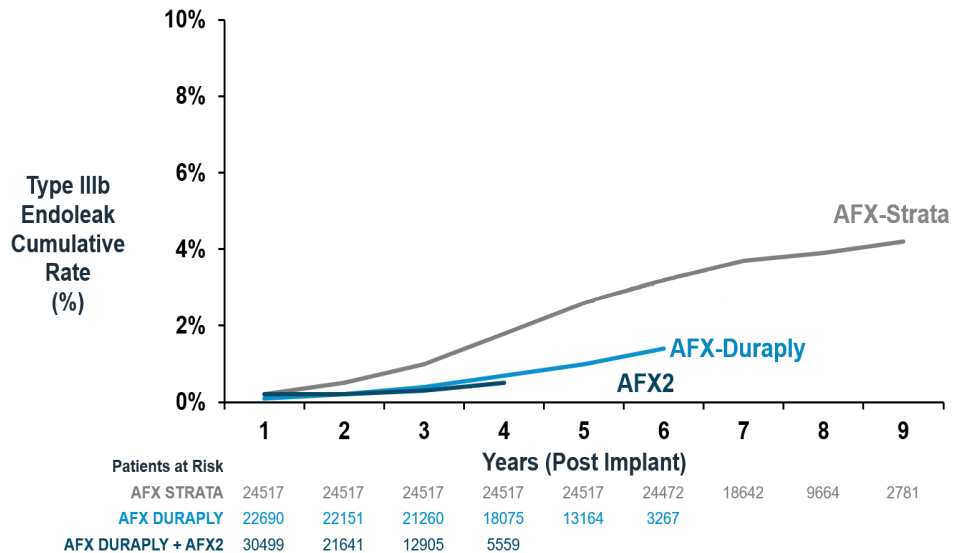 10%
8%
6%
4%
2%
0%
Type IIIb
Endoleak
Cumulative
Rate
(%)
AFX-Strata
AFX-Duraply
AFX2
1 2 3 4 5 6 7 8 9
Years (Post Implant)
Patients at Risk
AFX STRATA 24517 24517 24517 24517 24517 24472 18642 9664 2781
AFX DURAPLY 22690 22151 21260 18075 13164 3267
AFX DURAPLY + AFX2 30499 21641 12905 5559